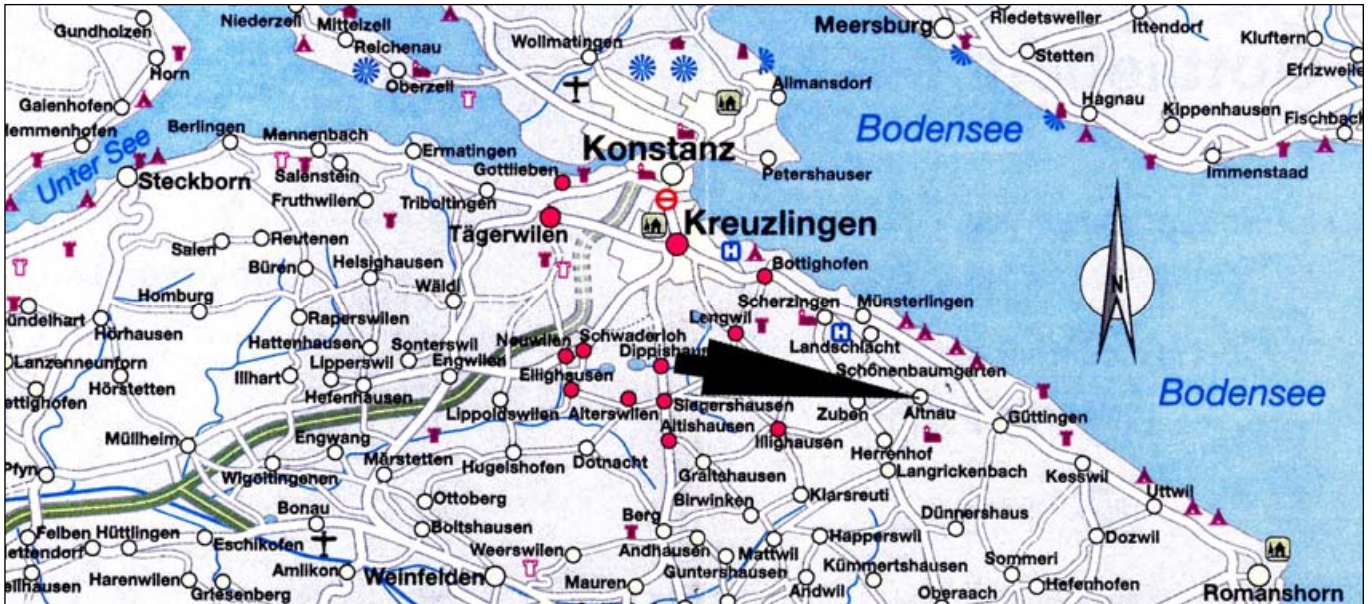 Gundholzen
Niederzell
Mittelzell
Reichenau
Oberzell
Wollmatingen
Meersburg
Riedetsweiler
Ittendorf
Stetten
Kluftern
Horn
Allmansdorf
Hagnau
Kippenhausen
Fischbach
Gaienhofen
Berlingen
Mannenbach
Ermatingen
Konstanz
Bodensee
Unter See
Steckborn
Salenstein
Gottlieben
Petershauser
Immenstaad
Fruthwilen
Triboltingen
Kreuzlingen
Tägerwilen
H
Salen
Reutenen
Büren
Helsighausen
Wäldi
Bottighofen
N
Homburg
Hörhausen
Raperswilen
Scherzingen
Münsterlingen
Lengwil
H
Landschlacht
Lanzenneunforn
Hattenhausen
Sonterswil
Neuwilen
Schwaderloh
Lipperswil
Engwilen
Schönenbaumgarten
Bodensee
Hörstetten
Illhart
Hefenhausen
Lippoldswilen
Ellighausen
Alterswilen
Siegershausen
Zuben
Altnau
Güttingen
Müllheim
Engwang
Altishausen
Illighausen
Herrenhof
Pfyn
Wigoltingenen
Märstetten
Hugelshofen
Dotnacht
Graltshausen
Langrickenbach
Kesswil
Ottoberg
Birwinken
Klarsreuti
Uttwil
Felben
Hüttlingen
Bonau
Boltshausen
Berg
Dünnershaus
Eschikofen
Weerswilen
Andhausen
Mattwil
Happerswil
Dozwil
Harenwilen
Amlikon
Weinfelden
Guntershausen
Kümmertshausen
Sommeri
Griesenberg
Mauren
Andwil
Oberaach
Hefenhofen
Romanshorn